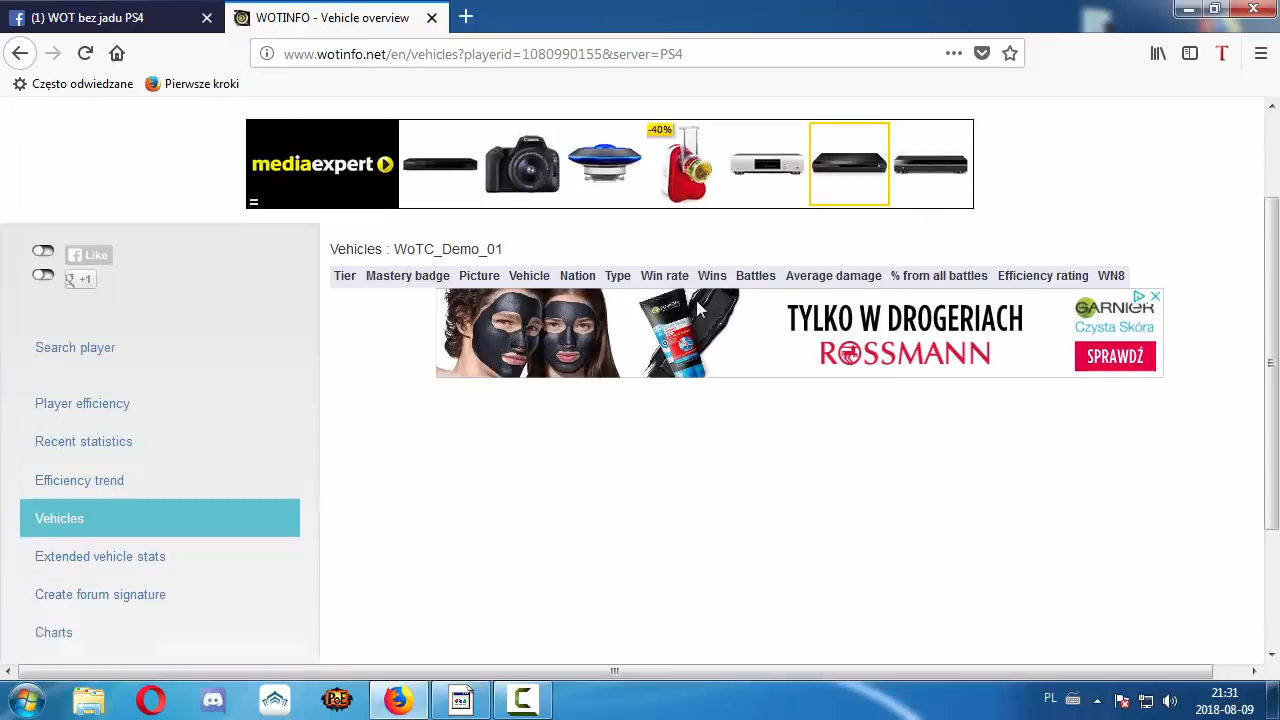 (1) WOT bez jadu PS4
WOTINFO - Vehicle overview
www.wotinfo.net/en/vehicles?playerid=1080990155&server=PS4
Często odwiedzane
Pierwsze kroki
mediaexpert
-40%
Like
+1
Vehicles : WoTC_Demo_01
Tier Mastery badge Picture Vehicle Nation Type Win rate Wins Battles Average damage % from all battles Efficiency rating WN8
TYLKO W DROGERIACH
ROSSMANN
GARNIER
Czysta Skóra
SPRAWDŹ
Search player
Player efficiency
Recent statistics
Efficiency trend
Vehicles
Extended vehicle stats
Create forum signature
Charts
PoE
PL
21:31
2018-08-09